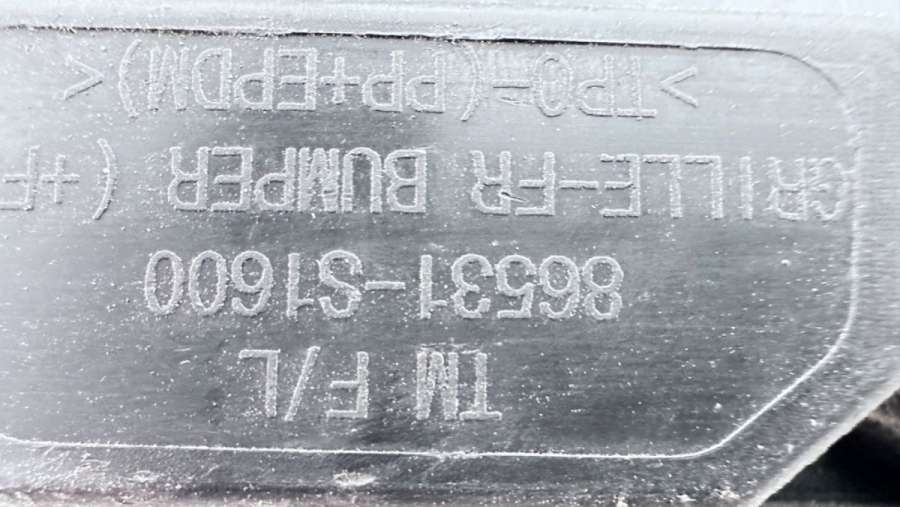 TM F/L
86531-S1600
GRILLE-FR BUMPER (+F
>TPO-(PP+EPDM)<